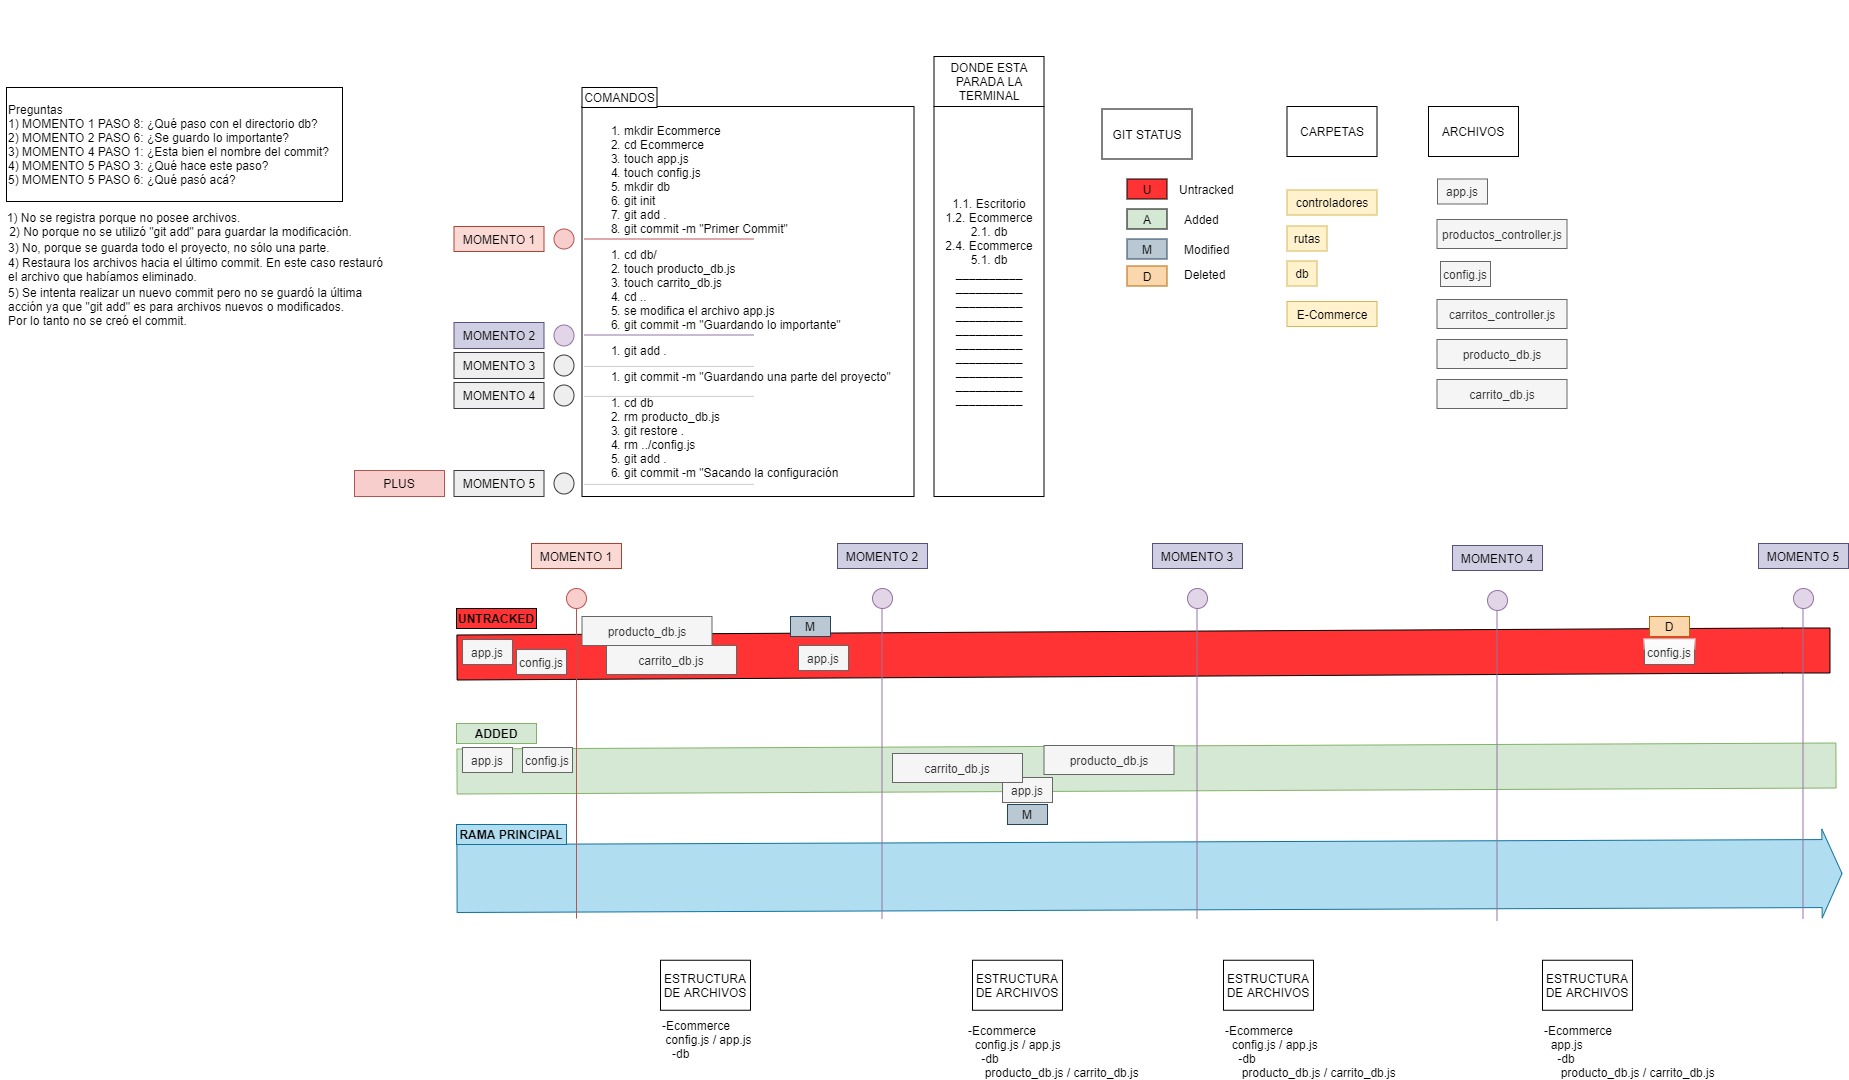 Preguntas
1) MOMENTO 1 PASO 8: ¿Qué paso con el directorio db?
2) MOMENTO 2 PASO 6: ¿Se guardo lo importante?
3) MOMENTO 4 PASO 1: ¿Esta bien el nombre del commit?
4) MOMENTO 5 PASO 3: ¿Qué hace este paso?
5) MOMENTO 5 PASO 6: ¿Qué pasó acá?
1) No se registra porque no posee archivos.
2) No porque no se utilizó "git add" para guardar la modificación.
3) No, porque se guarda todo el proyecto, no sólo una parte.
4) Restaura los archivos hacia el último commit. En este caso restauró
el archivo que habíamos eliminado.
5) Se intenta realizar un nuevo commit pero no se guardó la última
acción ya que "git add" es para archivos nuevos o modificados.
Por lo tanto no se creó el commit.
PLUS
MOMENTO 1
MOMENTO 2
MOMENTO 3
MOMENTO 4
MOMENTO 5
COMANDOS
1. mkdir Ecommerce
2. cd Ecommerce
3. touch app.js
4. touch config.js
5. mkdir db
6. git init
7. git add .
8. git commit -m "Primer Commit"
1. cd db/
2. touch producto_db.js
3. touch carrito_db.js
4. cd ..
5. se modifica el archivo app.js
6. git commit -m "Guardando lo importante"
1. git add .
1. git commit -m "Guardando una parte del proyecto"
1. cd db
2. rm producto_db.js
3. git restore .
4. rm ../config.js
5. git add .
6. git commit -m "Sacando la configuración
DONDE ESTA
PARADA LA
TERMINAL
1.1. Escritorio
1.2. Ecommerce
2.1. db
2.4. Ecommerce
5.1. db
__________
__________
__________
__________
__________
__________
__________
__________
__________
__________
GIT STATUS
U Untracked
A Added
M Modified
D Deleted
CARPETAS
controladores
rutas
db
E-Commerce
ARCHIVOS
app.js
productos_controller.js
config.js
carritos_controller.js
producto_db.js
carrito_db.js
MOMENTO 1
MOMENTO 2
MOMENTO 3
MOMENTO 4
MOMENTO 5
UNTRACKED
app.js
config.js
producto_db.js
carrito_db.js
M
app.js
D
config.js
ADDED
app.js
config.js
carrito_db.js
producto_db.js
app.js
M
RAMA PRINCIPAL
ESTRUCTURA
DE ARCHIVOS
-Ecommerce
config.js / app.js
-db
ESTRUCTURA
DE ARCHIVOS
-Ecommerce
config.js / app.js
-db
producto_db.js / carrito_db.js
ESTRUCTURA
DE ARCHIVOS
-Ecommerce
config.js / app.js
-db
producto_db.js / carrito_db.js
ESTRUCTURA
DE ARCHIVOS
-Ecommerce
app.js
-db
producto_db.js / carrito_db.js